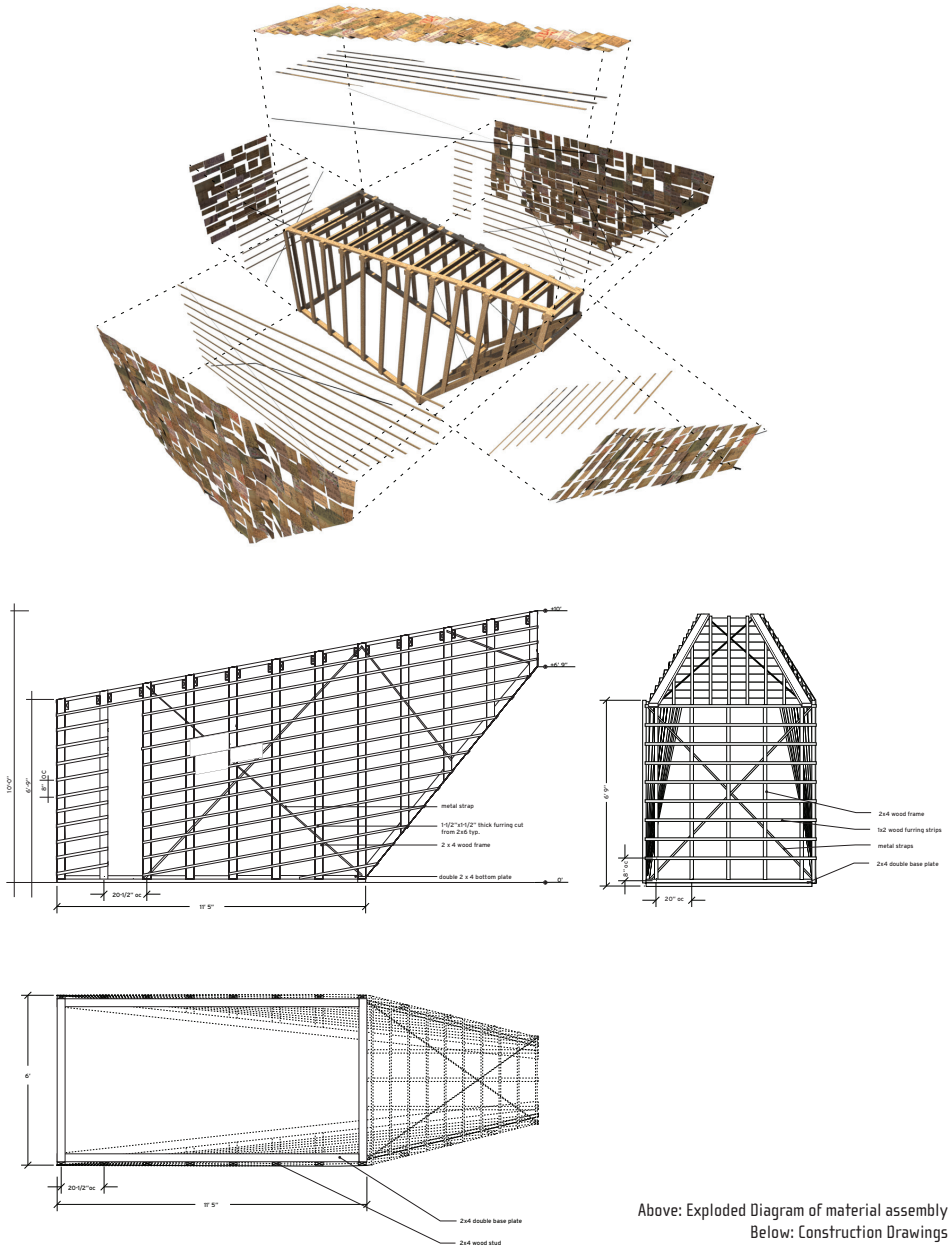 +10'
+6' 9"
10'-0"
6'-9"
8" OC
metal strap
1-1/2"x1-1/2" thick furring cut
from 2x6 typ.
2 x 4 wood frame
double 2 x 4 bottom plate
0'
20-1/2" oc
11' 5"
6' 9"
8" oc
20" oc
2x4 wood frame
1x2 wood furring strips
metal straps
2x4 double base plate
6'
20-1/2"oc
11' 5"
2x4 double base plate
2x4 wood stud
Above: Exploded Diagram of material assembly
Below: Construction Drawings